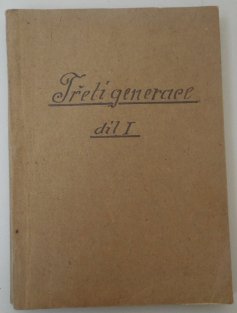 Třetí generace
díl I